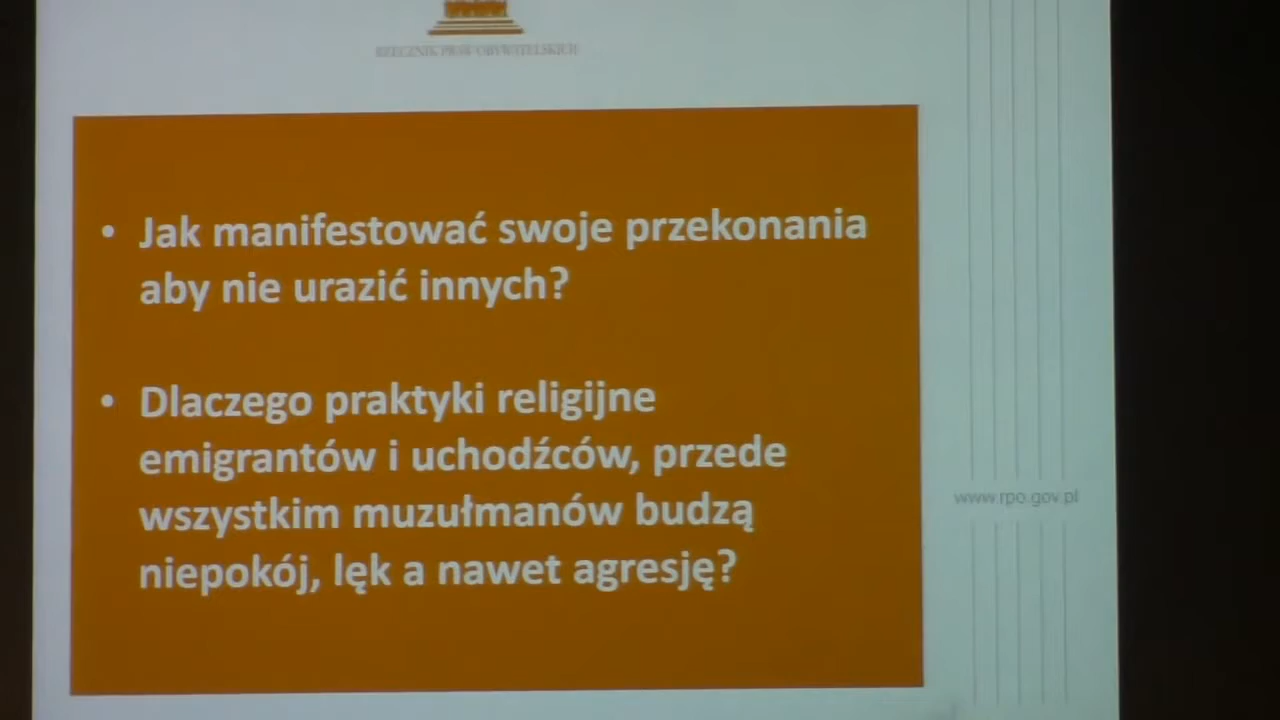 RZECZNIK PRAW OBYWATELSKICH
• Jak manifestować swoje przekonania
aby nie urazić innych?
• Dlaczego praktyki religijne
emigrantów i uchodźców, przede
wszystkim muzułmanów budzą
niepokój, lęk a nawet agresję?
www.rpo.gov.pl